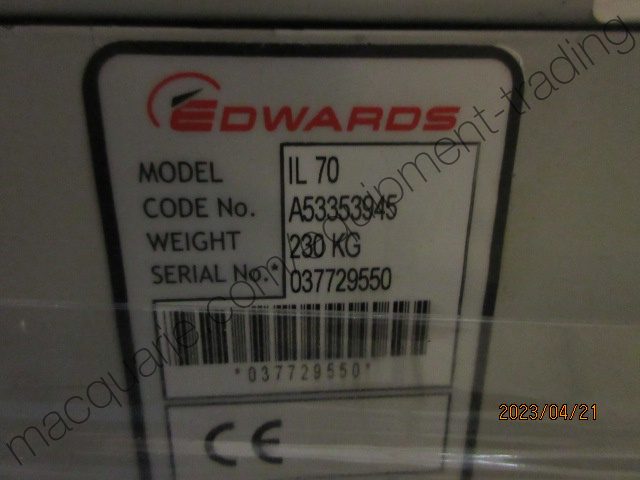 EDWARDS
MODEL IL 70
CODE No. A53353945
WEIGHT 230 KG
SERIAL No.* 037729550
*037729550*
CE
2023/04/21
macquarie.com/equipment-trading